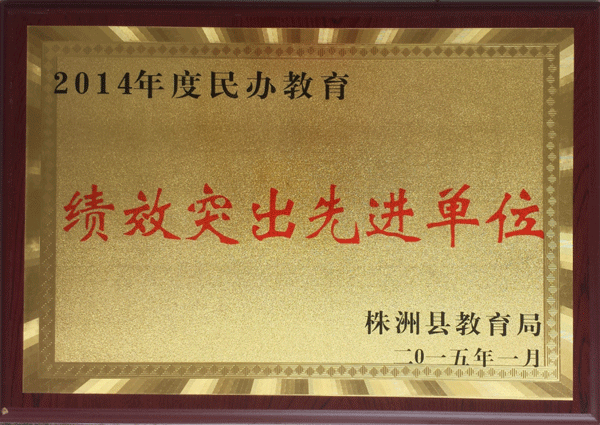 2014年度民办教育
绩效突出先进单位
株洲县教育局
二〇一五年一月